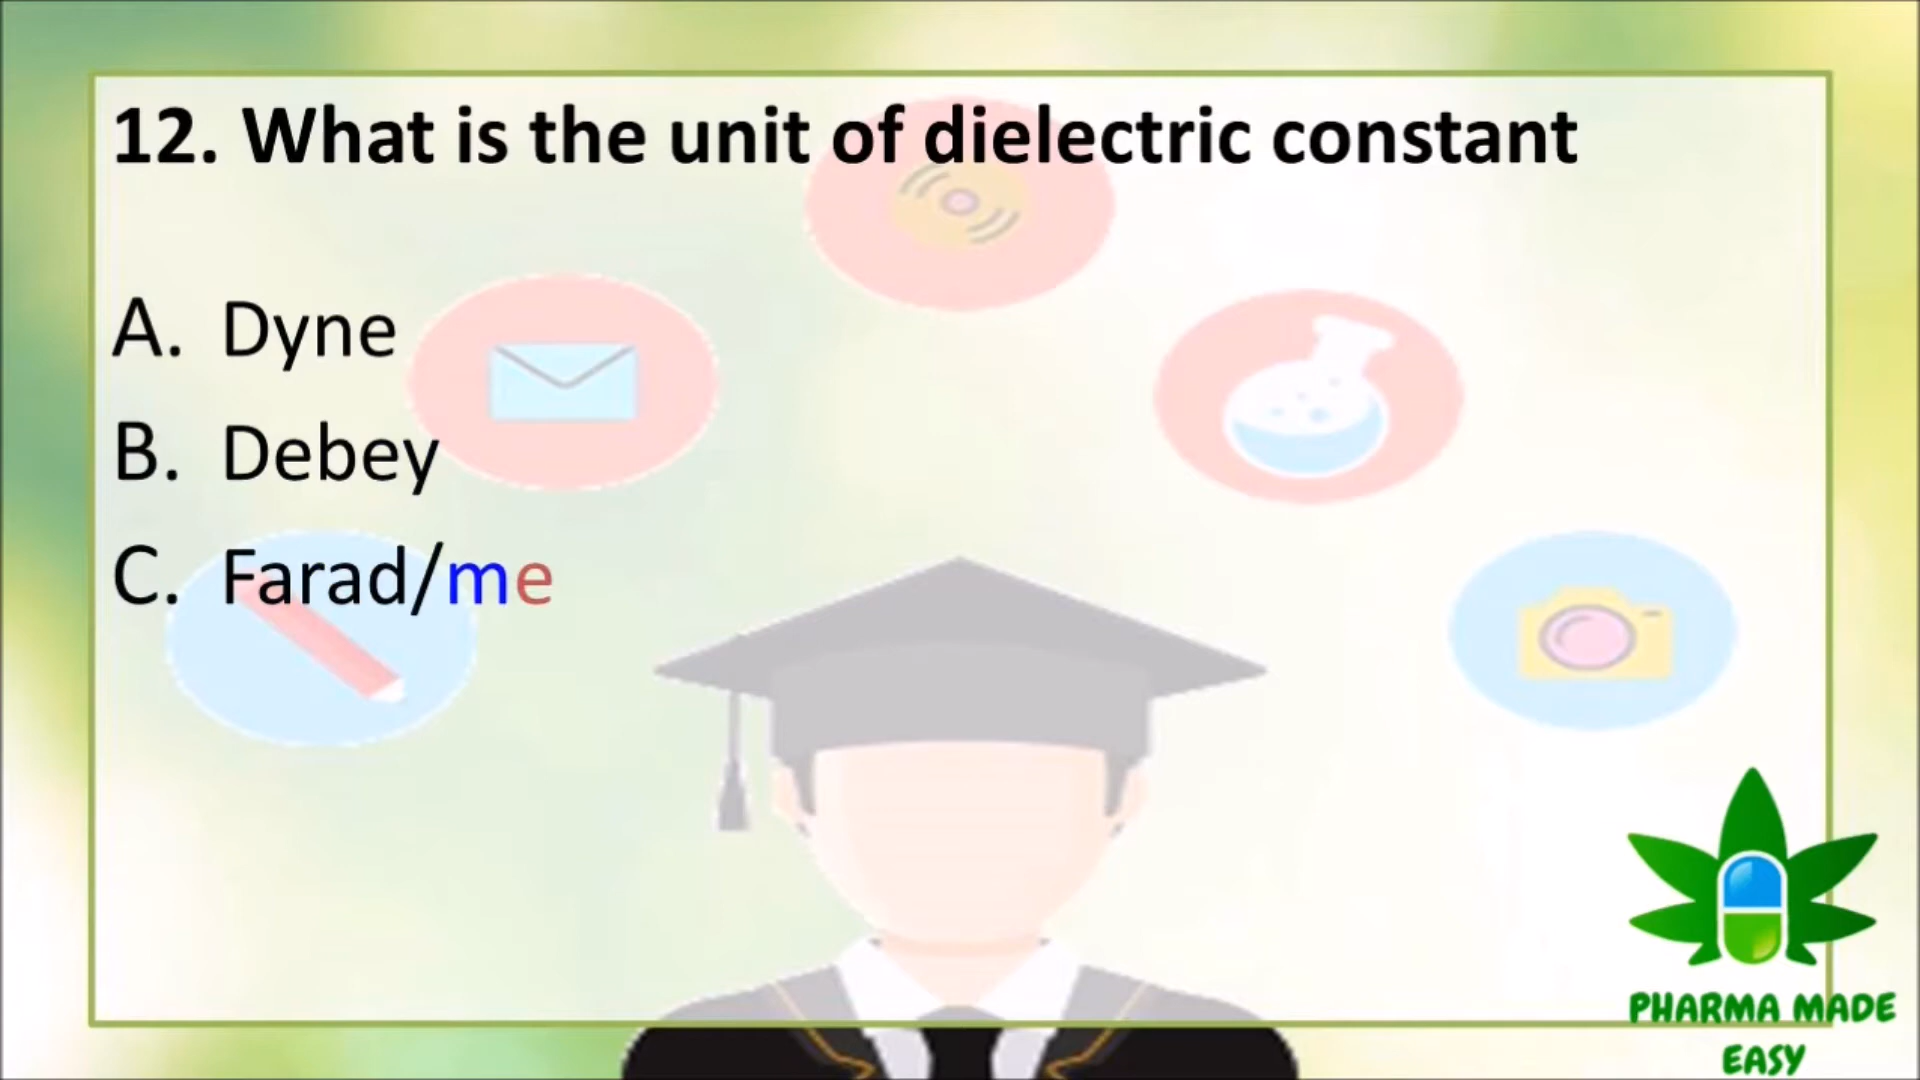 12. What is the unit of dielectric constant
A. Dyne
B. Debey
C. Farad/me
PHARMA MADE
EASY